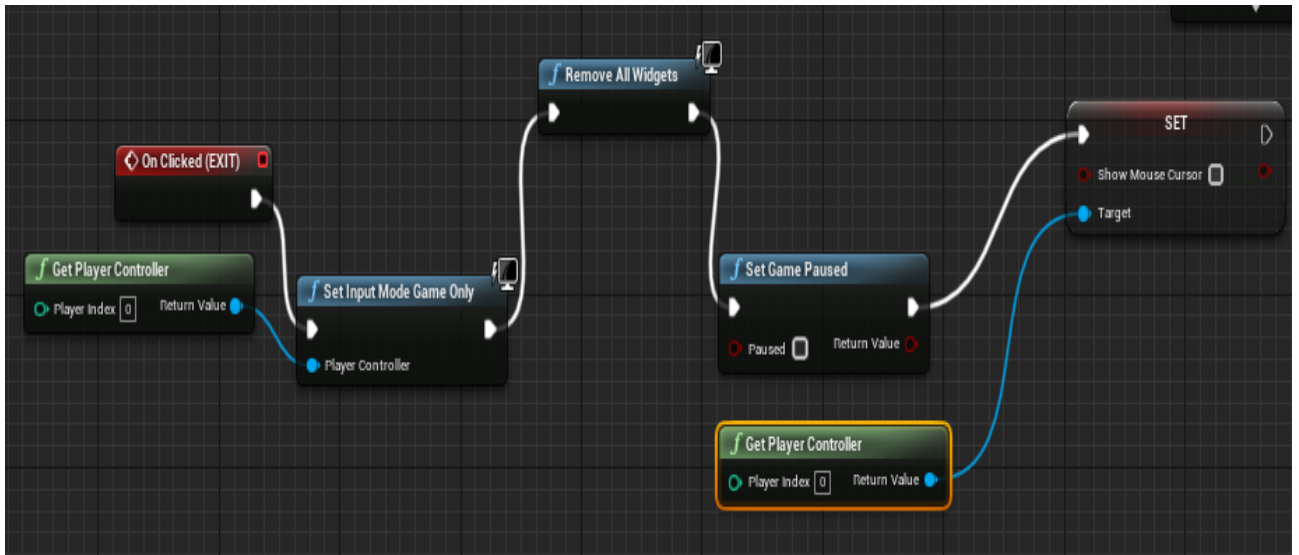 Remove All Widgets
SET
On Clicked (EXIT)
Show Mouse Cursor
Target
Get Player Controller
Player Index 0 Return Value
Set Input Mode Game Only
Player Controller
Set Game Paused
Paused Return Value
Get Player Controller
Player Index 0 Return Value